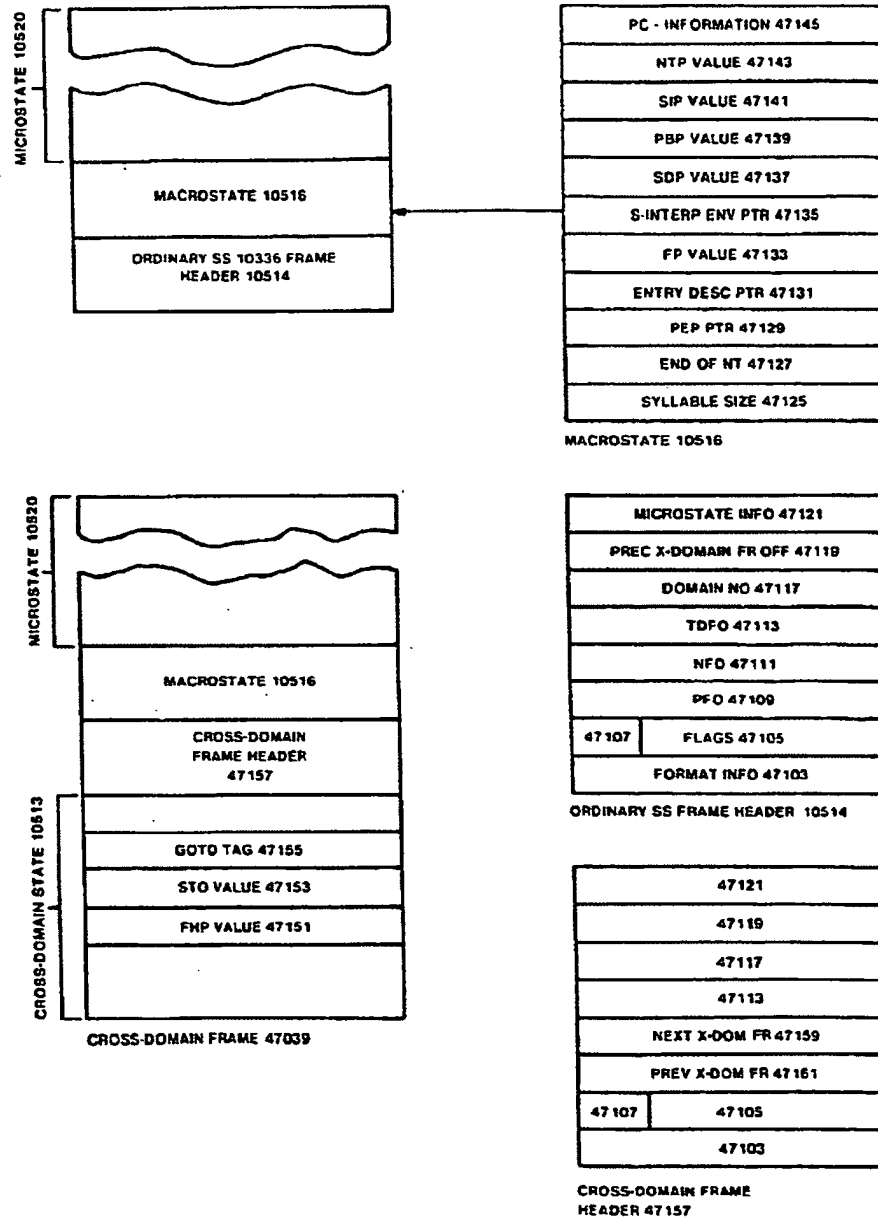 MICROSTATE 10520
MACROSTATE 10516
ORDINARY SS 10336 FRAME
HEADER 10514
PC - INFORMATION 47145
NTP VALUE 47143
SIP VALUE 47141
PBP VALUE 47139
SDP VALUE 47137
S-INTERP ENV PTR 47135
FP VALUE 47133
ENTRY DESC PTR 47131
PEP PTR 47129
END OF NT 47127
SYLLABLE SIZE 47125
MACROSTATE 10516
MICROSTATE 10520
MACROSTATE 10516
CROSS-DOMAIN
FRAME HEADER
47157
CROSS-DOMAIN STATE 10513
GOTO TAG 47155
STO VALUE 47153
FHP VALUE 47151
CROSS-DOMAIN FRAME 47039
MICROSTATE INFO 47121
PREC X-DOMAIN FR OFF 47119
DOMAIN NO 47117
TDFO 47113
NFO 47111
PFO 47109
47107 FLAGS 47105
FORMAT INFO 47103
ORDINARY SS FRAME HEADER 10514
47121
47119
47117
47113
NEXT X-DOM FR 47159
PREV X-DOM FR 47161
47107 47105
47103
CROSS-DOMAIN FRAME
HEADER 47157